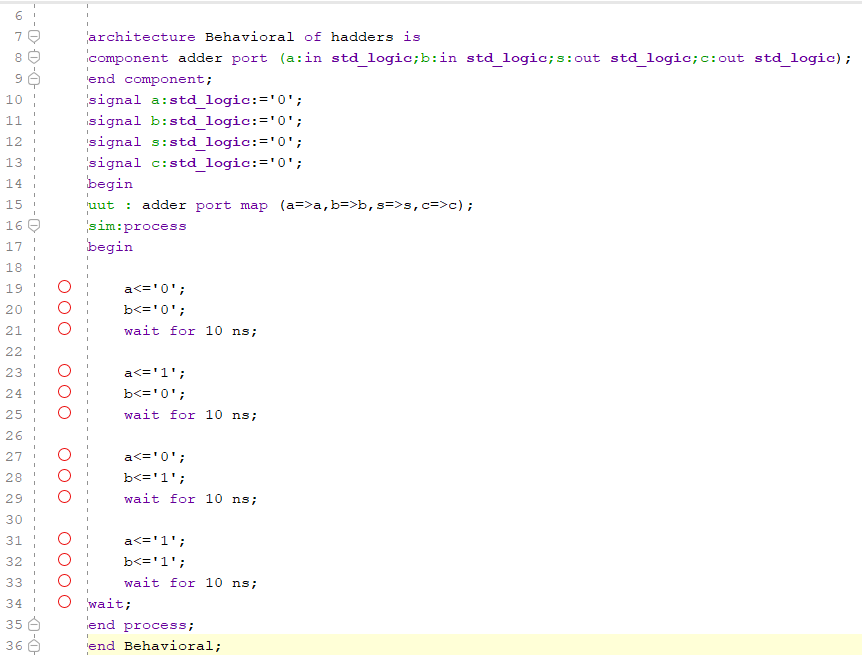 6
7 architecture Behavioral of hadders is
8 component adder port (a:in std_logic;b:in std_logic;s:out std_logic;c:out std_logic);
9 end component;
10 signal a:std_logic:='0';
11 signal b:std_logic:='0';
12 signal s:std_logic:='0';
13 signal c:std_logic:='0';
14 begin
15 uut : adder port map (a=>a,b=>b,s=>s,c=>c);
16 sim:process
17 begin
18
19 a<='0';
20 b<='0';
21 wait for 10 ns;
22
23 a<='1';
24 b<='0';
25 wait for 10 ns;
26
27 a<='0';
28 b<='1';
29 wait for 10 ns;
30
31 a<='1';
32 b<='1';
33 wait for 10 ns;
34 wait;
35 end process;
36 end Behavioral;